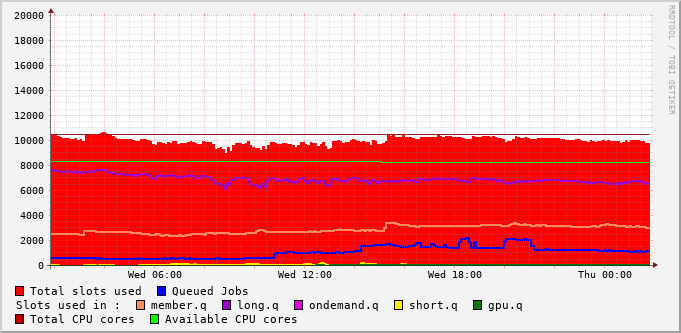 20000
18000
16000
14000
12000
10000
8000
6000
4000
2000
0
Wed 06:00 Wed 12:00 Wed 18:00 Thu 00:00
RRDTOOL / TOBI OETIKER
Total slots used Queued Jobs
Slots used in : member.q long.q ondemand.q short.q gpu.q
Total CPU cores Available CPU cores